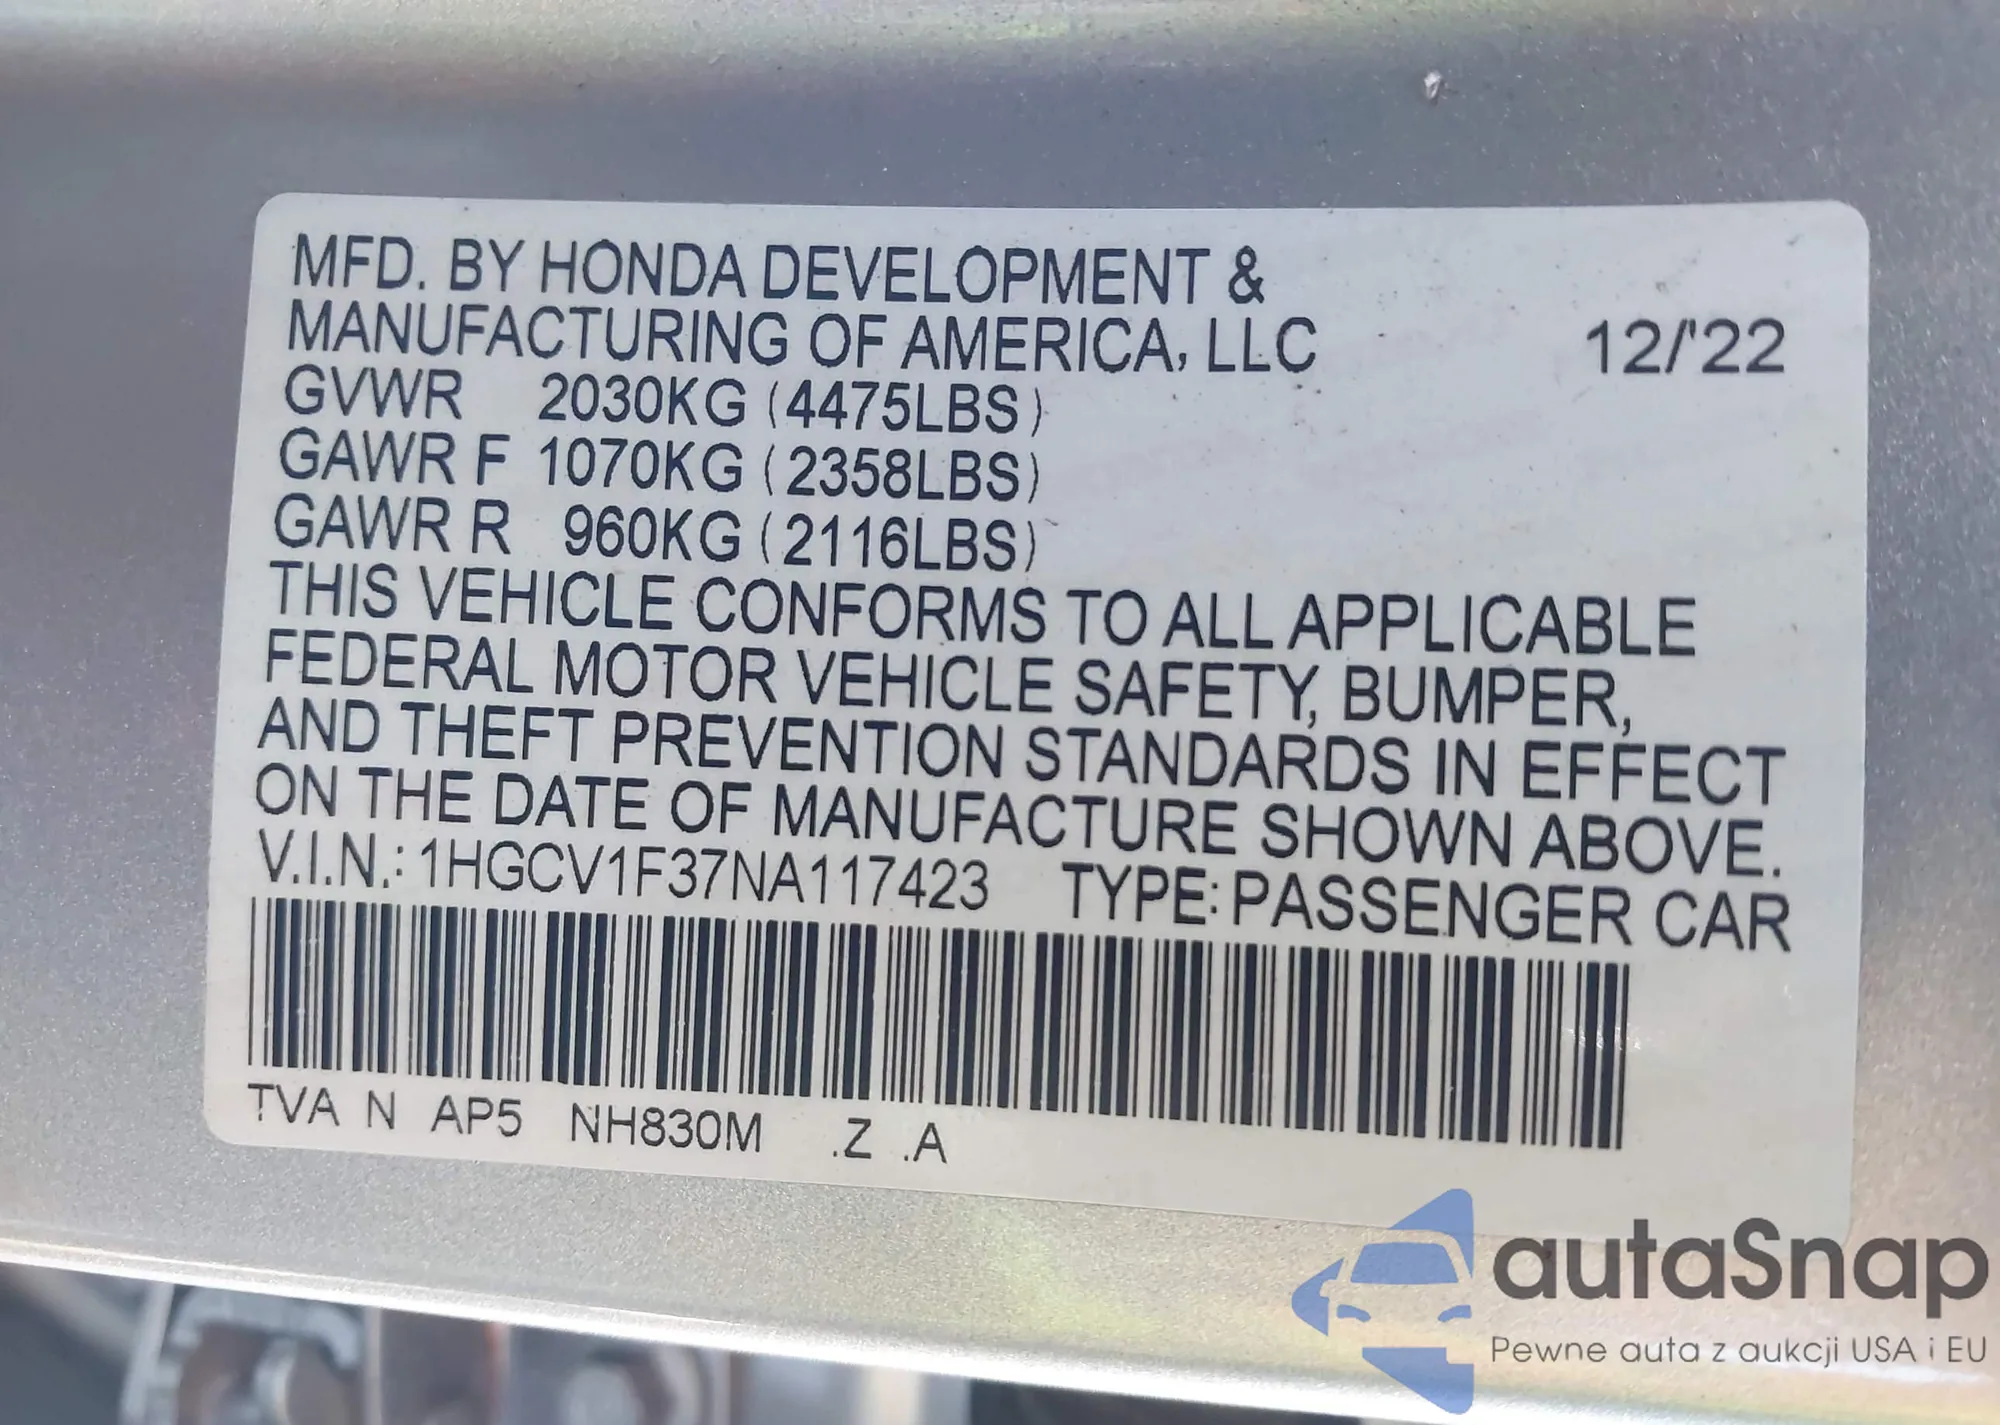 MFD. BY HONDA DEVELOPMENT &
MANUFACTURING OF AMERICA, LLC 12/'22
GVWR 2030KG (4475LBS)
GAWR F 1070KG (2358LBS)
GAWR R 960KG (2116LBS)
THIS VEHICLE CONFORMS TO ALL APPLICABLE
FEDERAL MOTOR VEHICLE SAFETY, BUMPER,
AND THEFT PREVENTION STANDARDS IN EFFECT
ON THE DATE OF MANUFACTURE SHOWN ABOVE.
V.I.N.: 1HGCV1F37NA117423 TYPE: PASSENGER CAR
TVA N AP5 NH830M .Z .A
autaSnap
Pewne auta z aukcji USA i EU